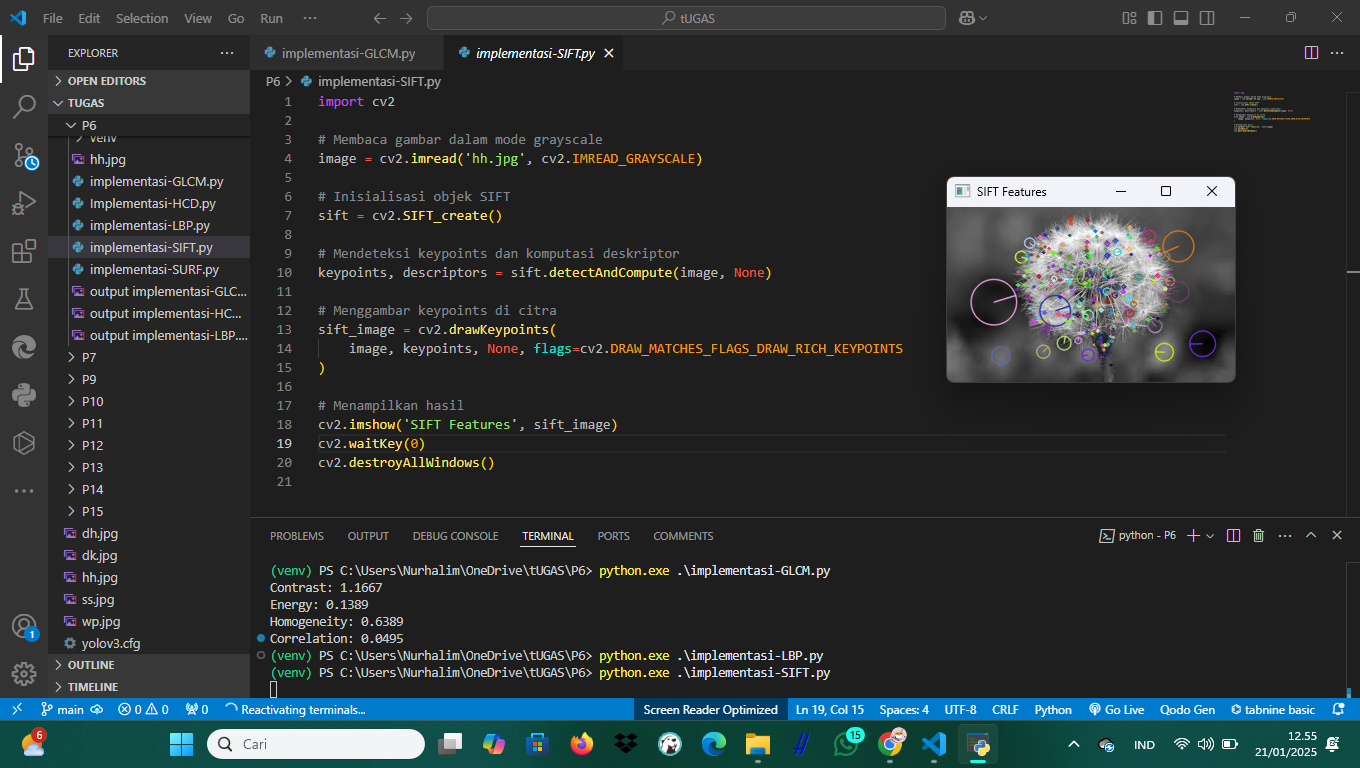 File Edit Selection View Go Run ··· tUGAS
EXPLORER ···
OPEN EDITORS
TUGAS
P6
venv
hh.jpg
implementasi-GLCM.py
Implementasi-HCD.py
implementasi-LBP.py
implementasi-SIFT.py
implementasi-SURF.py
output implementasi-GLC...
output implementasi-HC...
output implementasi-LBP....
P7
P9
P10
P11
P12
P13
P14
P15
dh.jpg
dk.jpg
hh.jpg
ss.jpg
wp.jpg
yolov3.cfg
OUTLINE
TIMELINE
1
implementasi-GLCM.py implementasi-SIFT.py
P6 > implementasi-SIFT.py
1 import cv2
2
3 # Membaca gambar dalam mode grayscale
4 image = cv2.imread('hh.jpg', cv2.IMREAD_GRAYSCALE)
5
6 # Inisialisasi objek SIFT
7 sift = cv2.SIFT_create()
8
9 # Mendeteksi keypoints dan komputasi deskriptor
10 keypoints, descriptors = sift.detectAndCompute(image, None)
11
12 # Menggambar keypoints di citra
13 sift_image = cv2.drawKeypoints(
14 image, keypoints, None, flags=cv2.DRAW_MATCHES_FLAGS_DRAW_RICH_KEYPOINTS
15 )
16
17 # Menampilkan hasil
18 cv2.imshow('SIFT Features', sift_image)
19 cv2.waitKey(0)
20 cv2.destroyAllWindows()
21
SIFT Features
PROBLEMS OUTPUT DEBUG CONSOLE TERMINAL PORTS COMMENTS python - P6
(venv) PS C:\Users\Nurhalim\OneDrive\tUGAS\P6> python.exe .\implementasi-GLCM.py
Contrast: 1.1667
Energy: 0.1389
Homogeneity: 0.6389
Correlation: 0.0495
(venv) PS C:\Users\Nurhalim\OneDrive\tUGAS\P6> python.exe .\implementasi-LBP.py
(venv) PS C:\Users\Nurhalim\OneDrive\tUGAS\P6> python.exe .\implementasi-SIFT.py
main 0 0 0 Reactivating terminals... Screen Reader Optimized Ln 19, Col 15 Spaces: 4 UTF-8 CRLF Python Go Live Qodo Gen tabnine basic
6 Cari 15 IND 12.55
21/01/2025